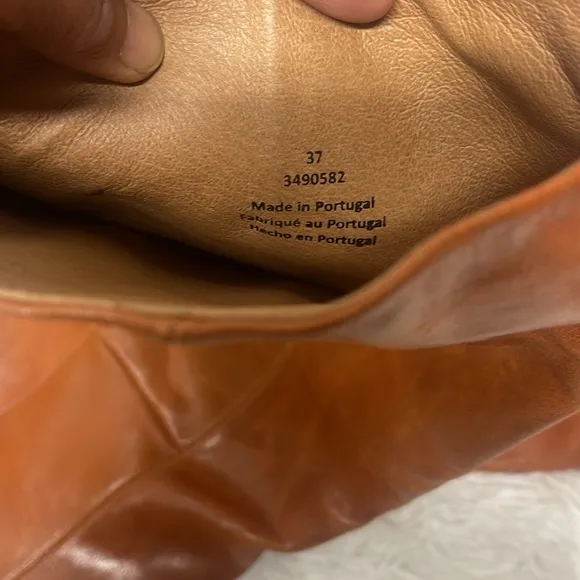 37
3490582
Made in Portugal
Fabriqué au Portugal
Hecho en Portugal